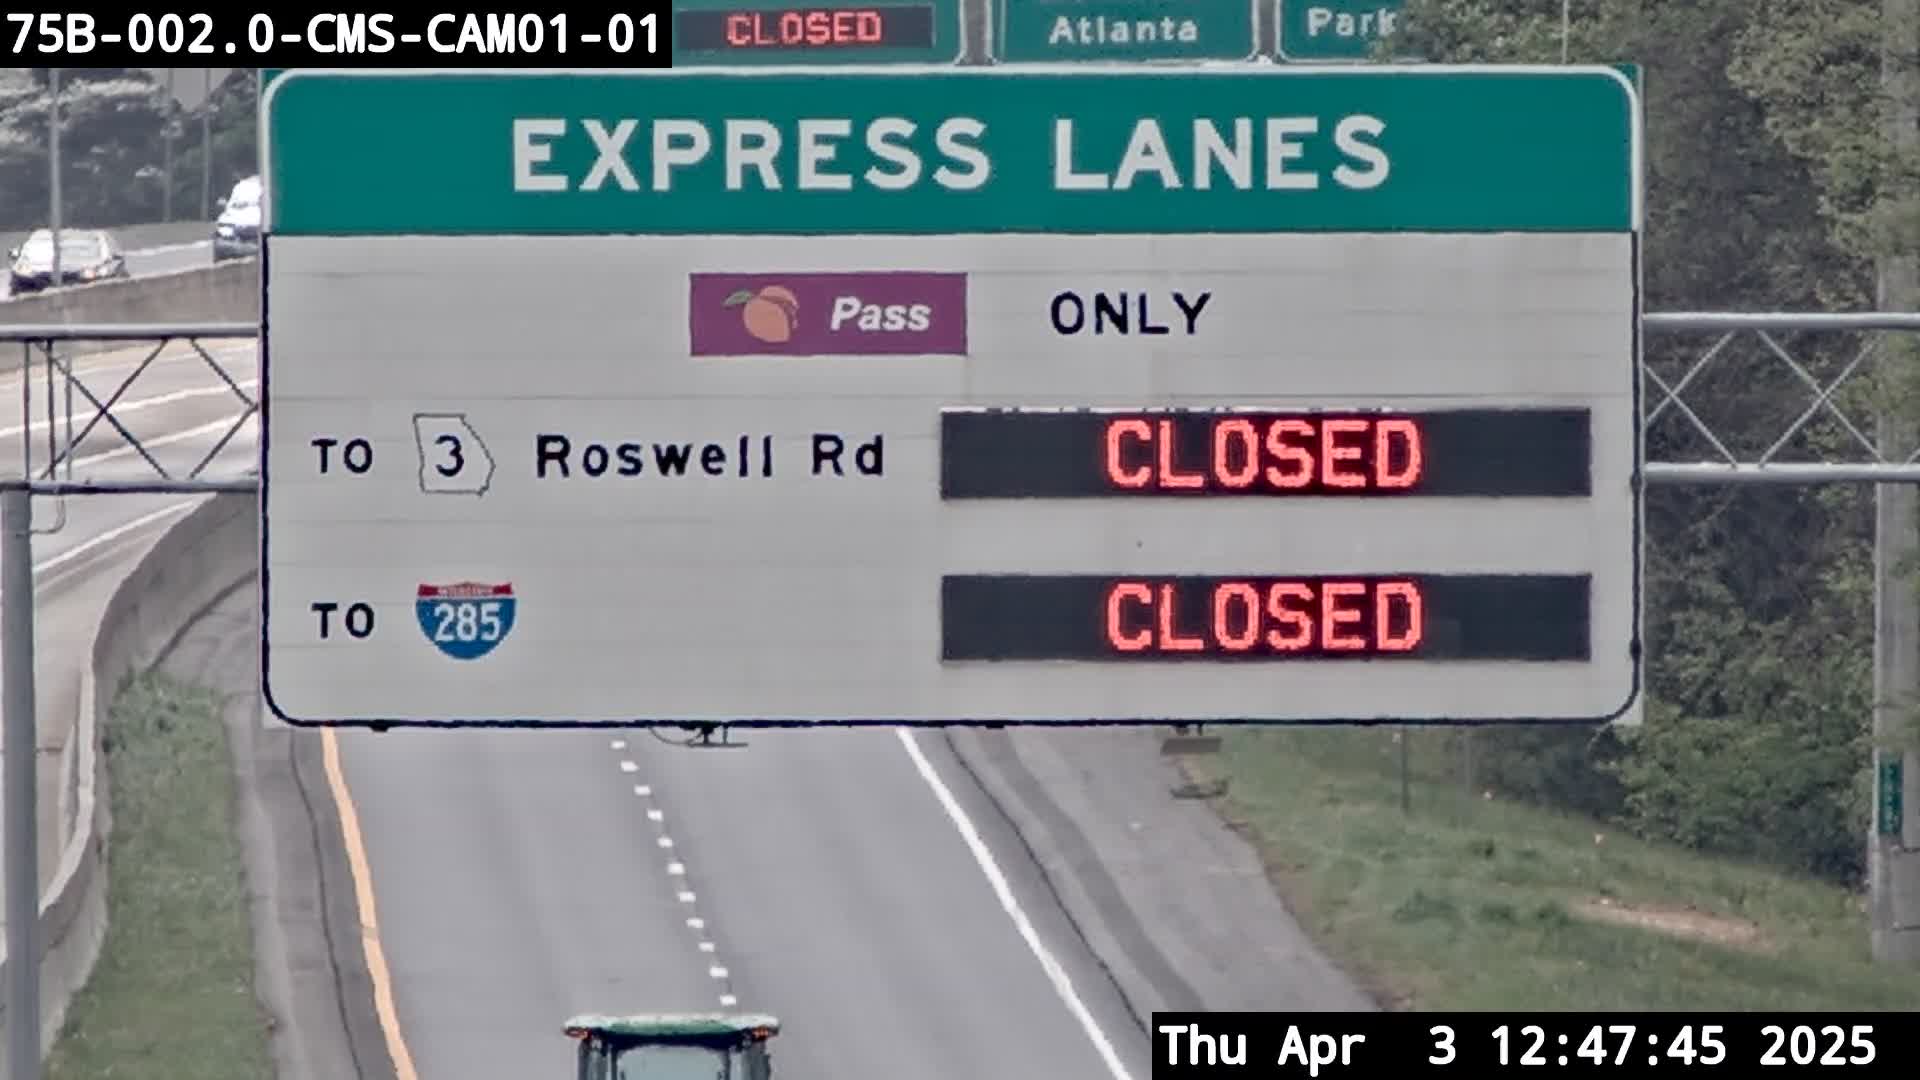 75B-002.0-CMS-CAM01-01
CLOSED
Atlanta
Park
EXPRESS LANES
Pass ONLY
TO 3 Roswell Rd CLOSED
TO 285 CLOSED
Thu Apr 3 12:47:45 2025